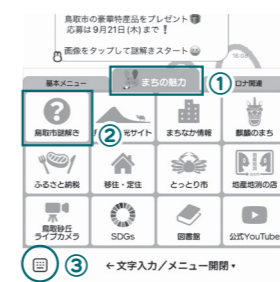 鳥取市の豪華特産品をプレゼント
応募は9月21日(木)まで!
画像をタップして謎解きスタート
基本メニュー
まちの魅力
①
ロナ関連
鳥取市謎解き
②
光サイト
まちなか情報
麒麟のまち
ふるさと納税
移住・定住
とっとり市
地産地消の店
鳥取砂丘
ライブカメラ
SDGs
図書館
公式YouTube
③
←文字入力/メニュー開閉▼